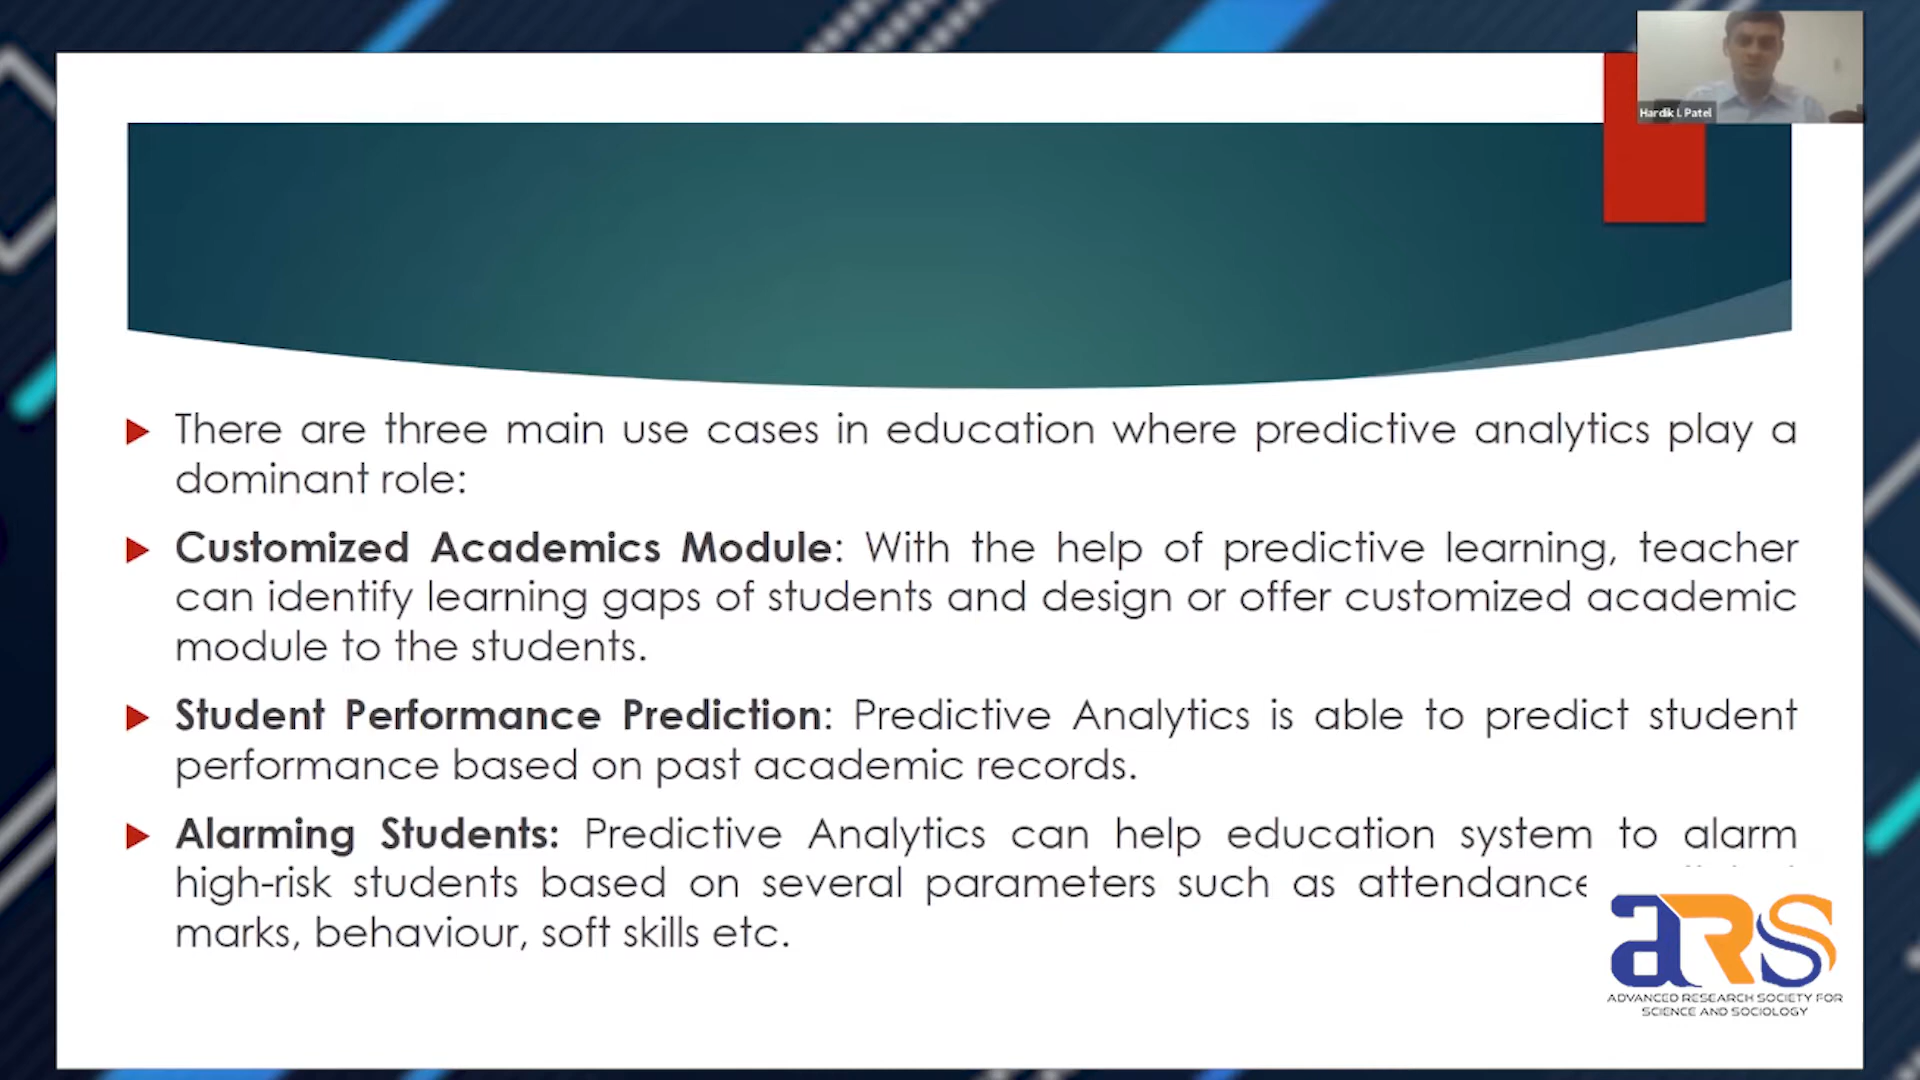 Hardik I. Patel
There are three main use cases in education where predictive analytics play a
dominant role:
Customized Academics Module: With the help of predictive learning, teacher
can identify learning gaps of students and design or offer customized academic
module to the students.
Student Performance Prediction: Predictive Analytics is able to predict student
performance based on past academic records.
Alarming Students: Predictive Analytics can help education system to alarm
high-risk students based on several parameters such as attendance
marks, behaviour, soft skills etc.
aRS
ADVANCED RESEARCH SOCIETY FOR
SCIENCE AND SOCIOLOGY